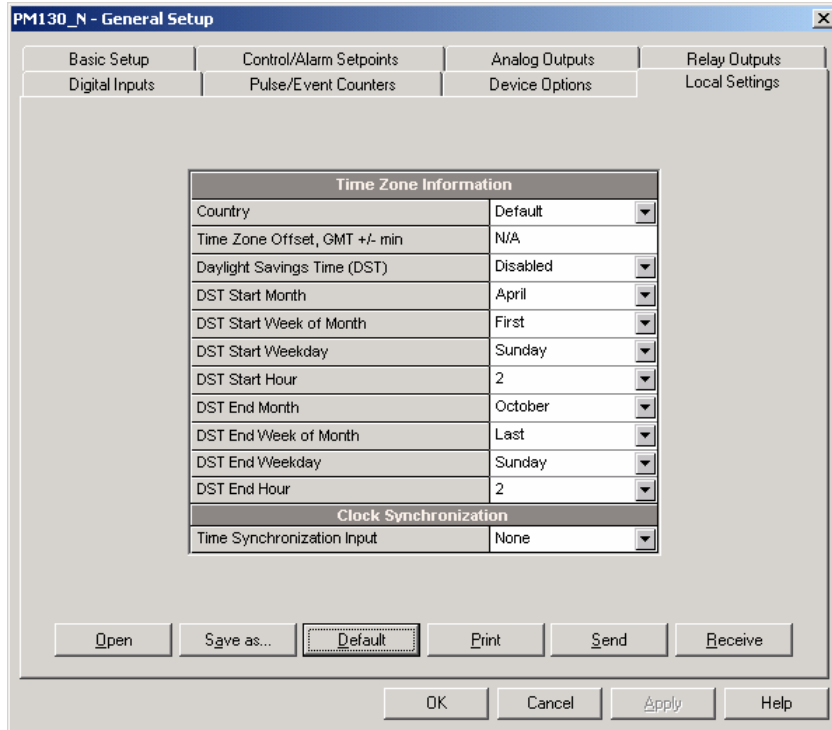 PM130_N - General Setup
Basic Setup Control/Alarm Setpoints Analog Outputs Relay Outputs
Digital Inputs Pulse/Event Counters Device Options Local Settings
Time Zone Information
Country Default
Time Zone Offset, GMT +/- min N/A
Daylight Savings Time (DST) Disabled
DST Start Month April
DST Start Week of Month First
DST Start Weekday Sunday
DST Start Hour 2
DST End Month October
DST End Week of Month Last
DST End Weekday Sunday
DST End Hour 2
Clock Synchronization
Time Synchronization Input None
Open Save as... Default Print Send Receive
OK Cancel Apply Help